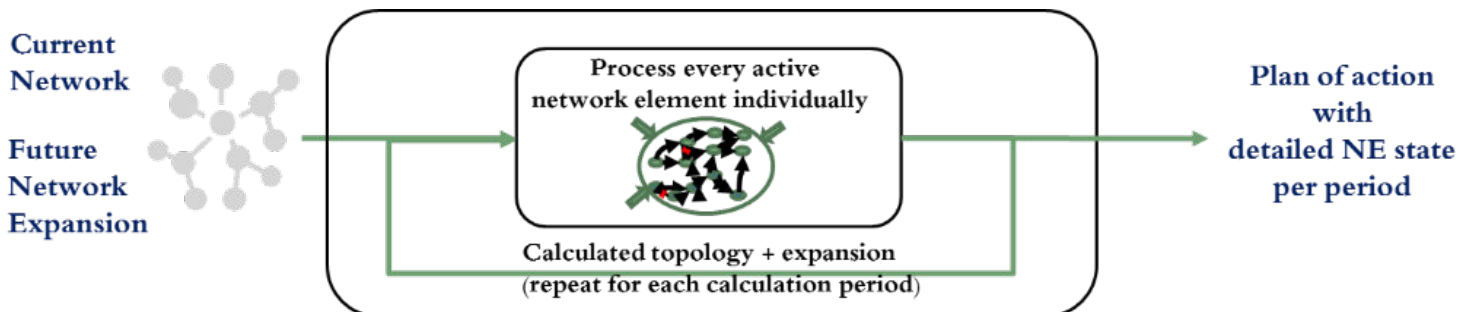 Current
Network
Future
Network
Expansion
Process every active
network element individually
Calculated topology + expansion
(repeat for each calculation period)
Plan of action
with
detailed NE state
per period